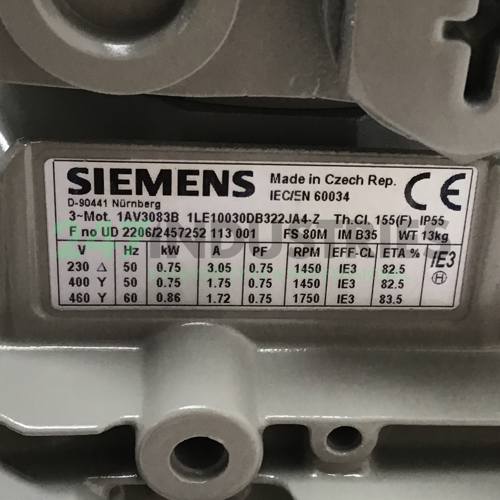 SIEMENS
D-90441 Nürnberg
Made in Czech Rep.
IEC/EN 60034
CE
3~Mot. 1AV3083B 1LE10030DB322JA4-Z Th.Cl. 155(F) IP55
F no UD 2206/2457252 113 001 FS 80M IM B35 WT 13kg
V Hz kW A PF RPM EFF-CL ETA % IE3
230 Δ 50 0.75 3.05 0.75 1450 IE3 82.5
400 Y 50 0.75 1.75 0.75 1450 IE3 82.5
460 Y 60 0.86 1.72 0.75 1750 IE3 83.5
H